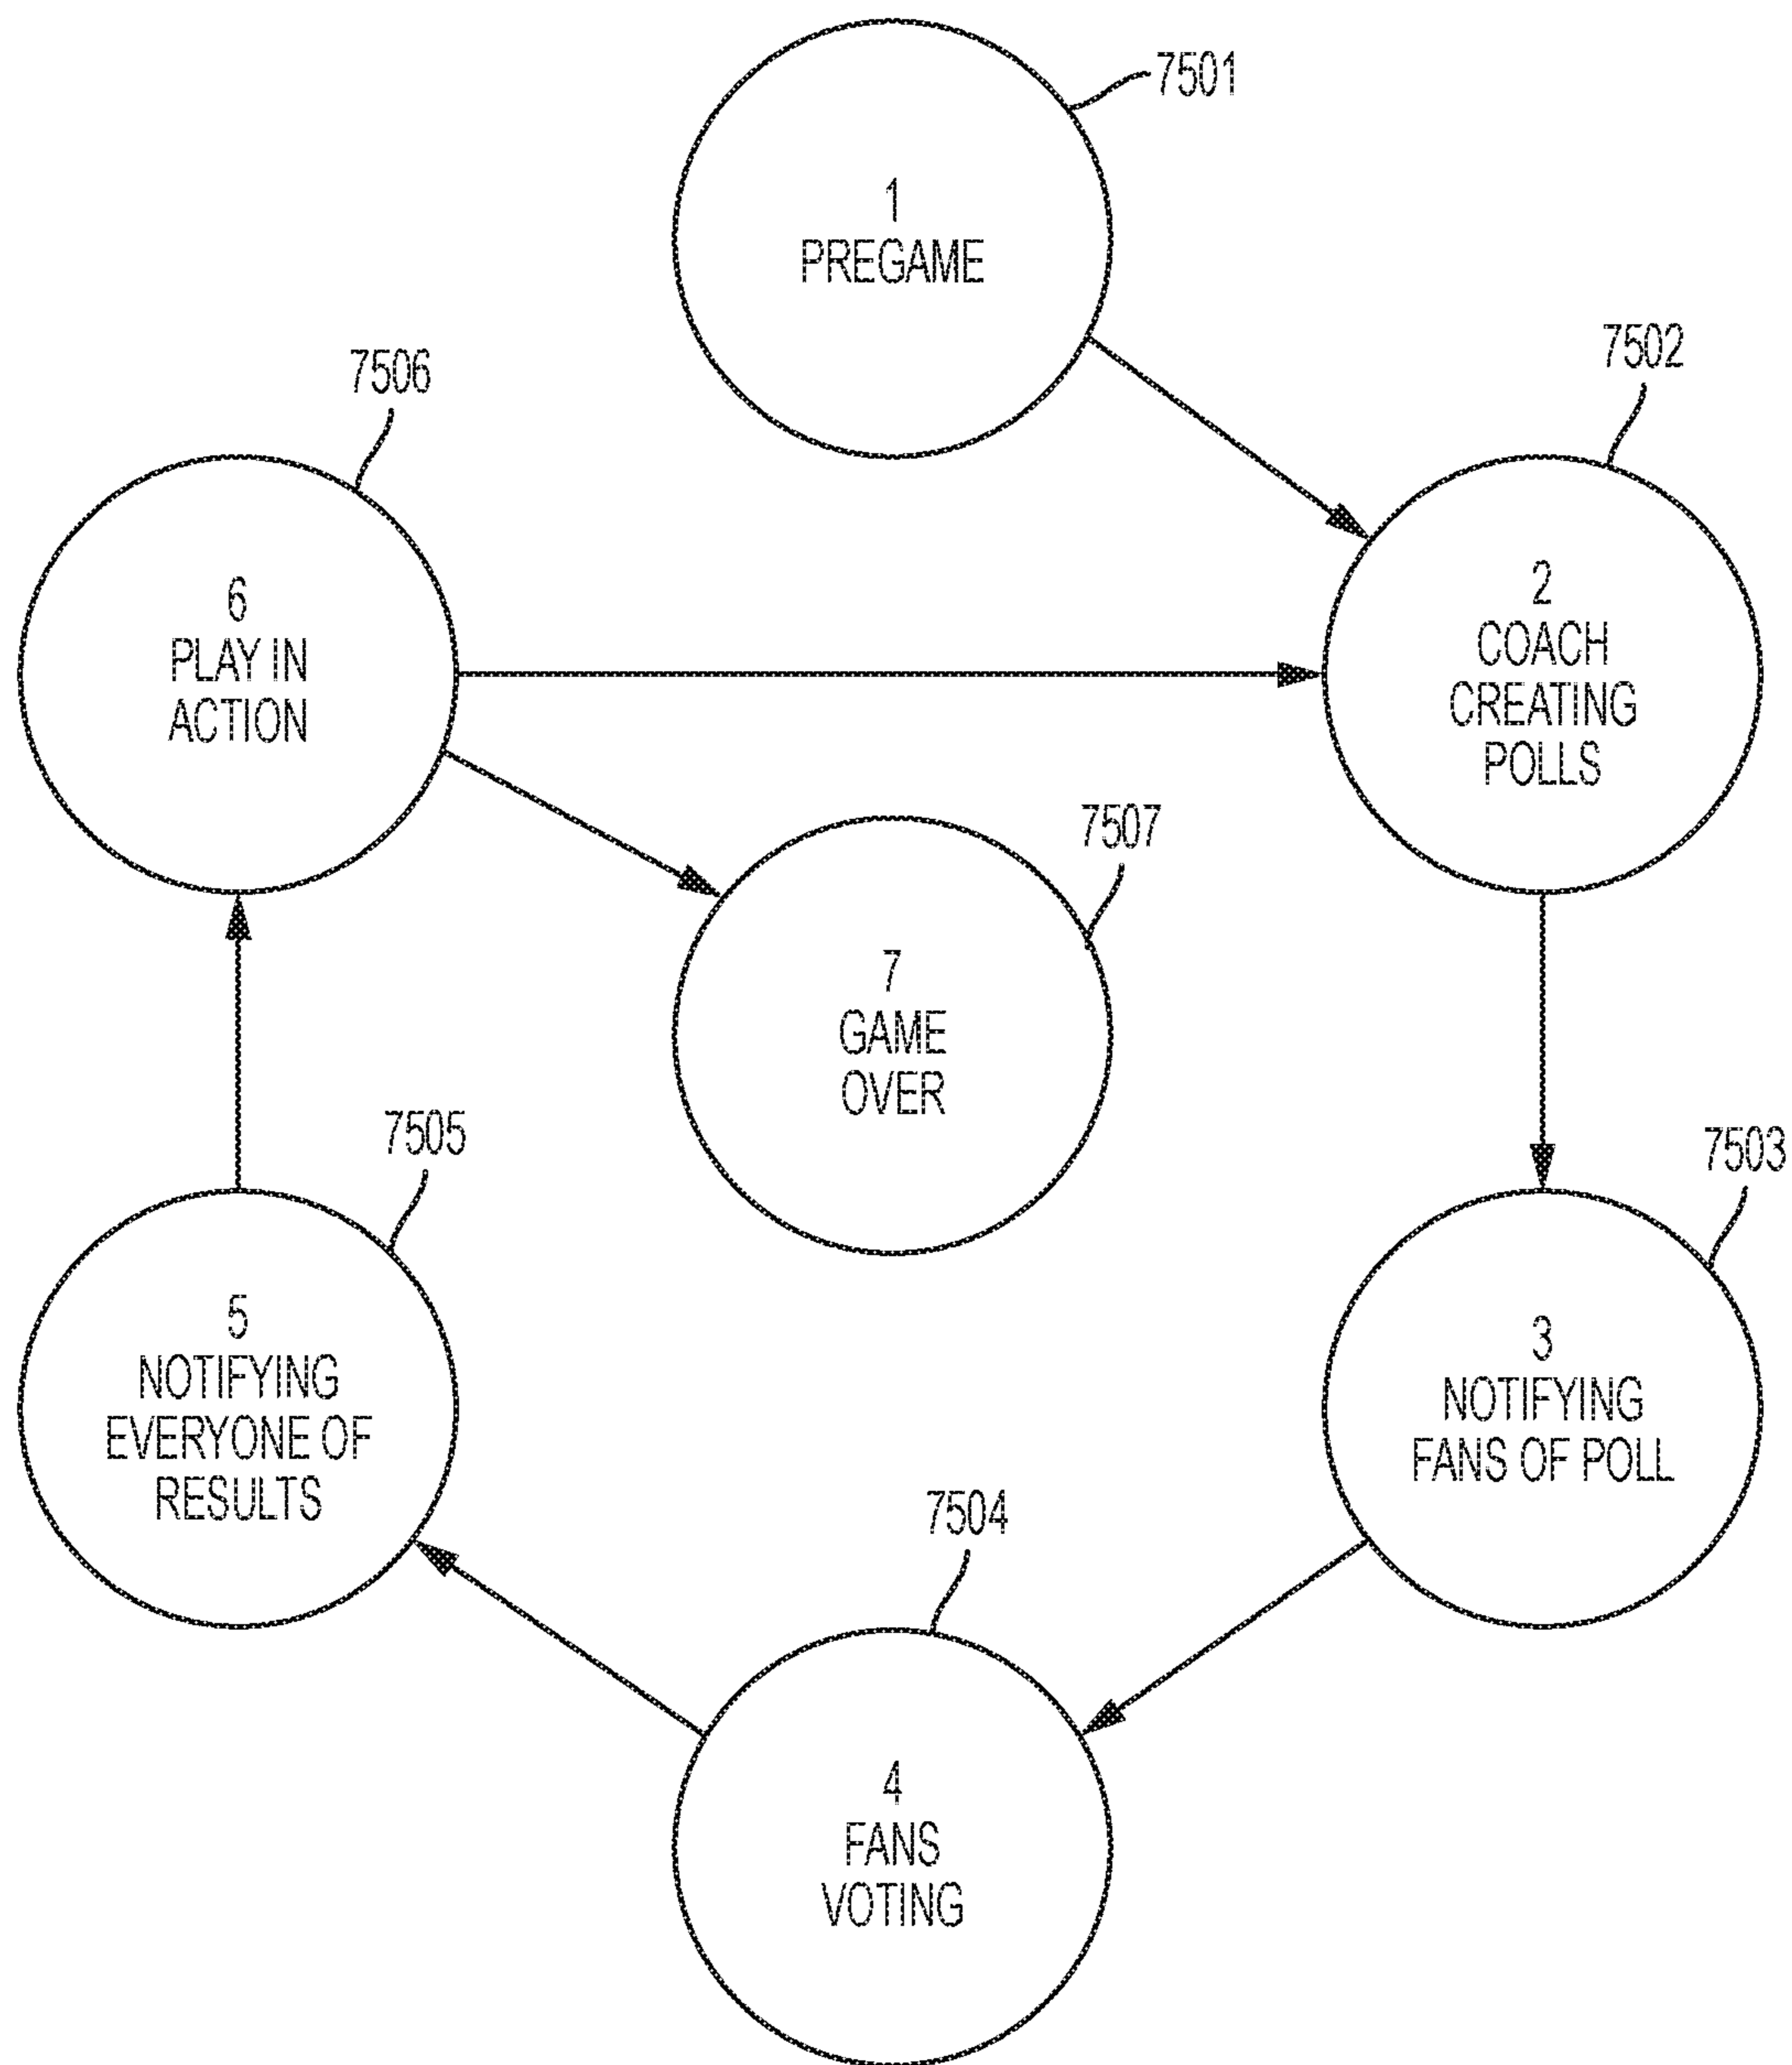 7501
1
PREGAME
7502
2
COACH
CREATING
POLLS
7506
6
PLAY IN
ACTION
7507
7
GAME
OVER
7503
3
NOTIFYING
FANS OF POLL
7505
5
NOTIFYING
EVERYONE OF
RESULTS
7504
4
FANS
VOTING